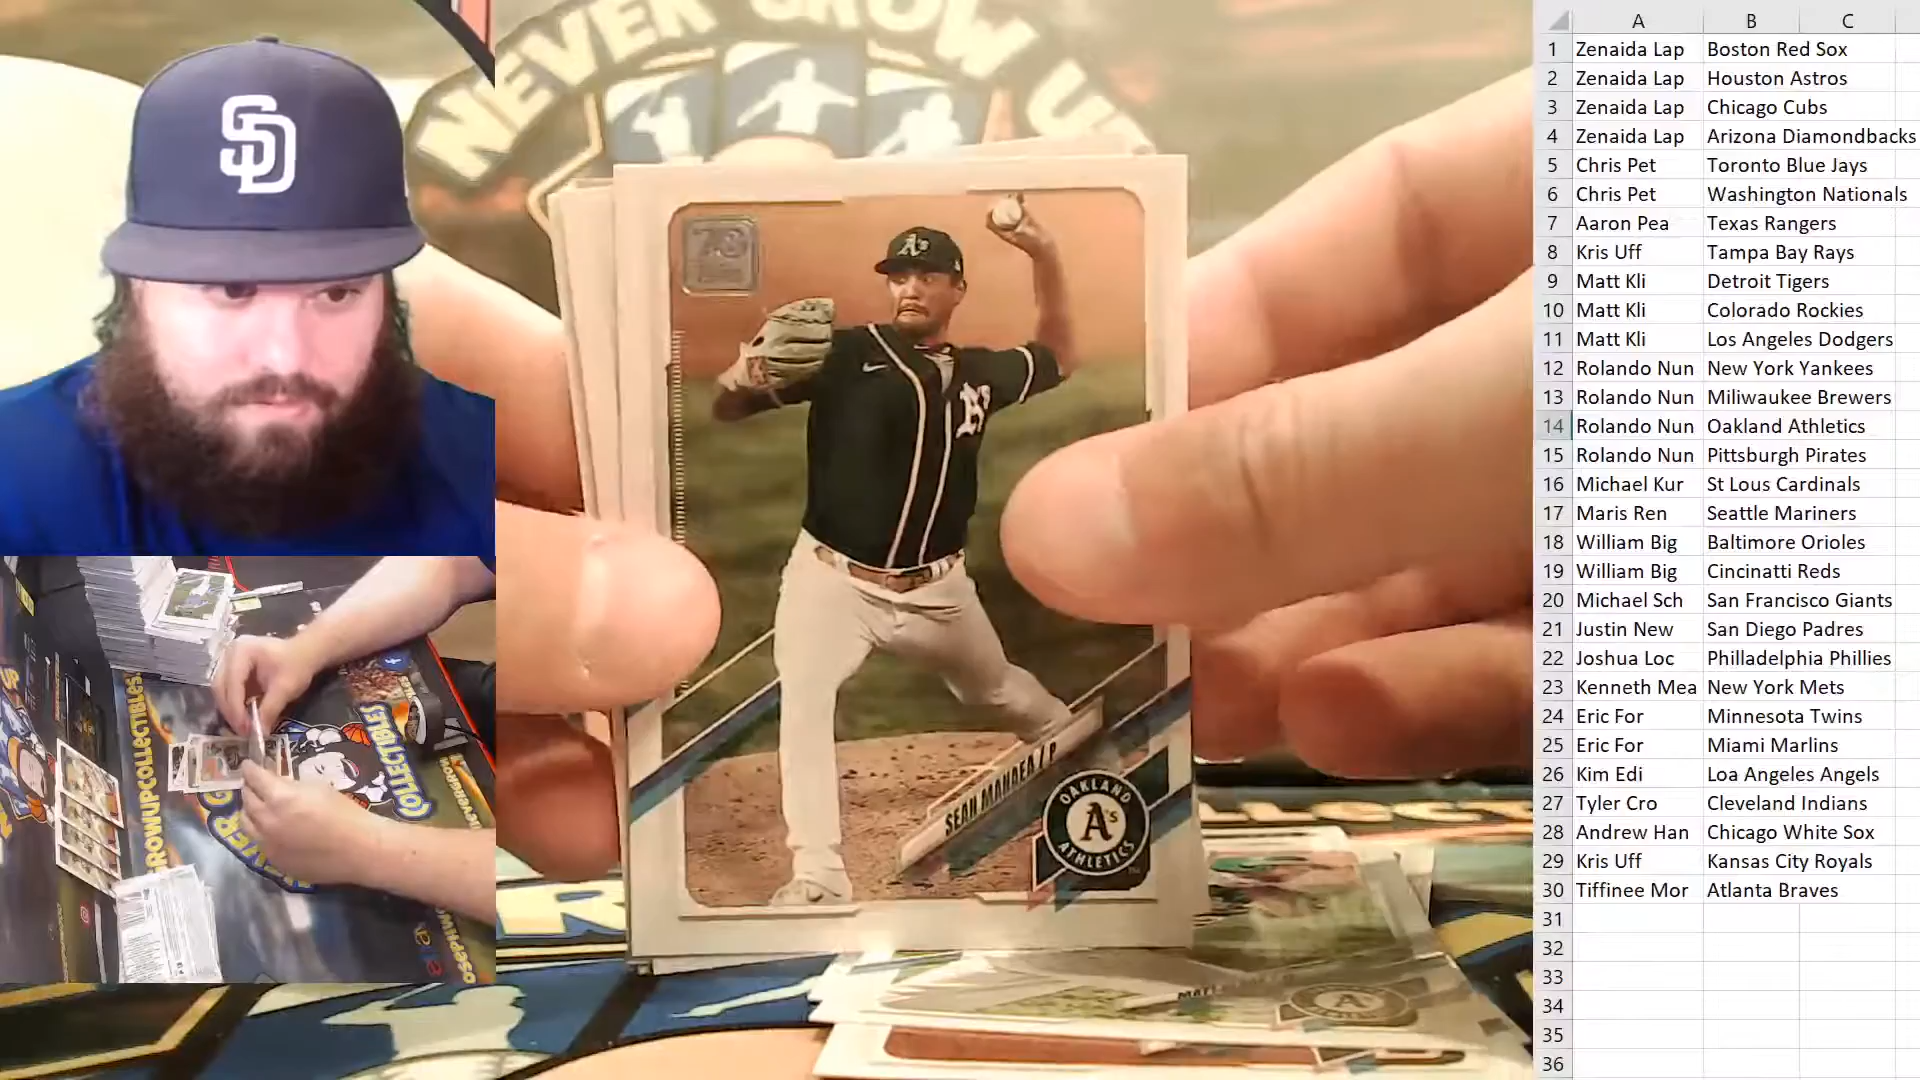 SD
NEVER GROW U
70
A's
A's
SEAN MANAEA / P
OAKLAND
A's
ATHLETICS
A B C
1 Zenaida Lap Boston Red Sox
2 Zenaida Lap Houston Astros
3 Zenaida Lap Chicago Cubs
4 Zenaida Lap Arizona Diamondbacks
5 Chris Pet Toronto Blue Jays
6 Chris Pet Washington Nationals
7 Aaron Pea Texas Rangers
8 Kris Uff Tampa Bay Rays
9 Matt Kli Detroit Tigers
10 Matt Kli Colorado Rockies
11 Matt Kli Los Angeles Dodgers
12 Rolando Nun New York Yankees
13 Rolando Nun Miliwaukee Brewers
14 Rolando Nun Oakland Athletics
15 Rolando Nun Pittsburgh Pirates
16 Michael Kur St Lous Cardinals
17 Maris Ren Seattle Mariners
18 William Big Baltimore Orioles
19 William Big Cincinatti Reds
20 Michael Sch San Francisco Giants
21 Justin New San Diego Padres
22 Joshua Loc Philladelphia Phillies
23 Kenneth Mea New York Mets
24 Eric For Minnesota Twins
25 Eric For Miami Marlins
26 Kim Edi Loa Angeles Angels
27 Tyler Cro Cleveland Indians
28 Andrew Han Chicago White Sox
29 Kris Uff Kansas City Royals
30 Tiffinee Mor Atlanta Braves
31
32
33
34
35
36
ROWUPCOLLECTIBLES
COLLECTIBLES